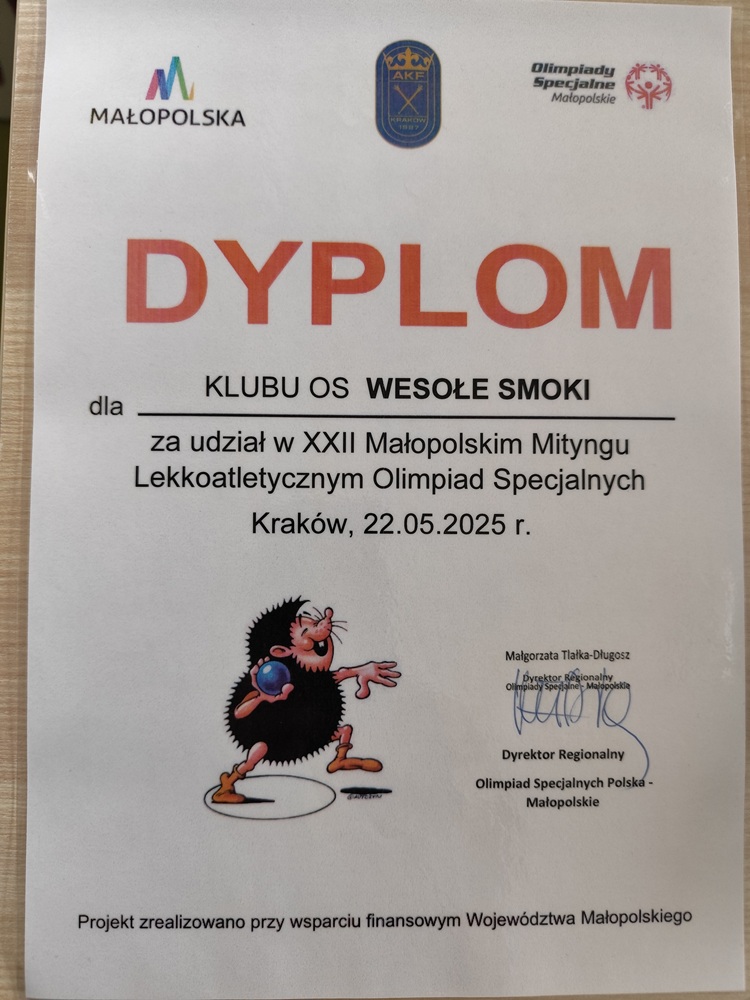 MAŁOPOLSKA
AKF
KRAKÓW
1927
Olimpiady
Specjalne
Małopolskie
DYPLOM
dla KLUBU OS WESOŁE SMOKI
za udział w XXII Małopolskim Mityngu
Lekkoatletycznym Olimpiad Specjalnych
Kraków, 22.05.2025 r.
Małgorzata Tlałka-Długosz
Dyrektor Regionalny
Olimpiady Specjalne - Małopolskie
Dyrektor Regionalny
Olimpiad Specjalnych Polska -
Małopolskie
Projekt zrealizowano przy wsparciu finansowym Województwa Małopolskiego